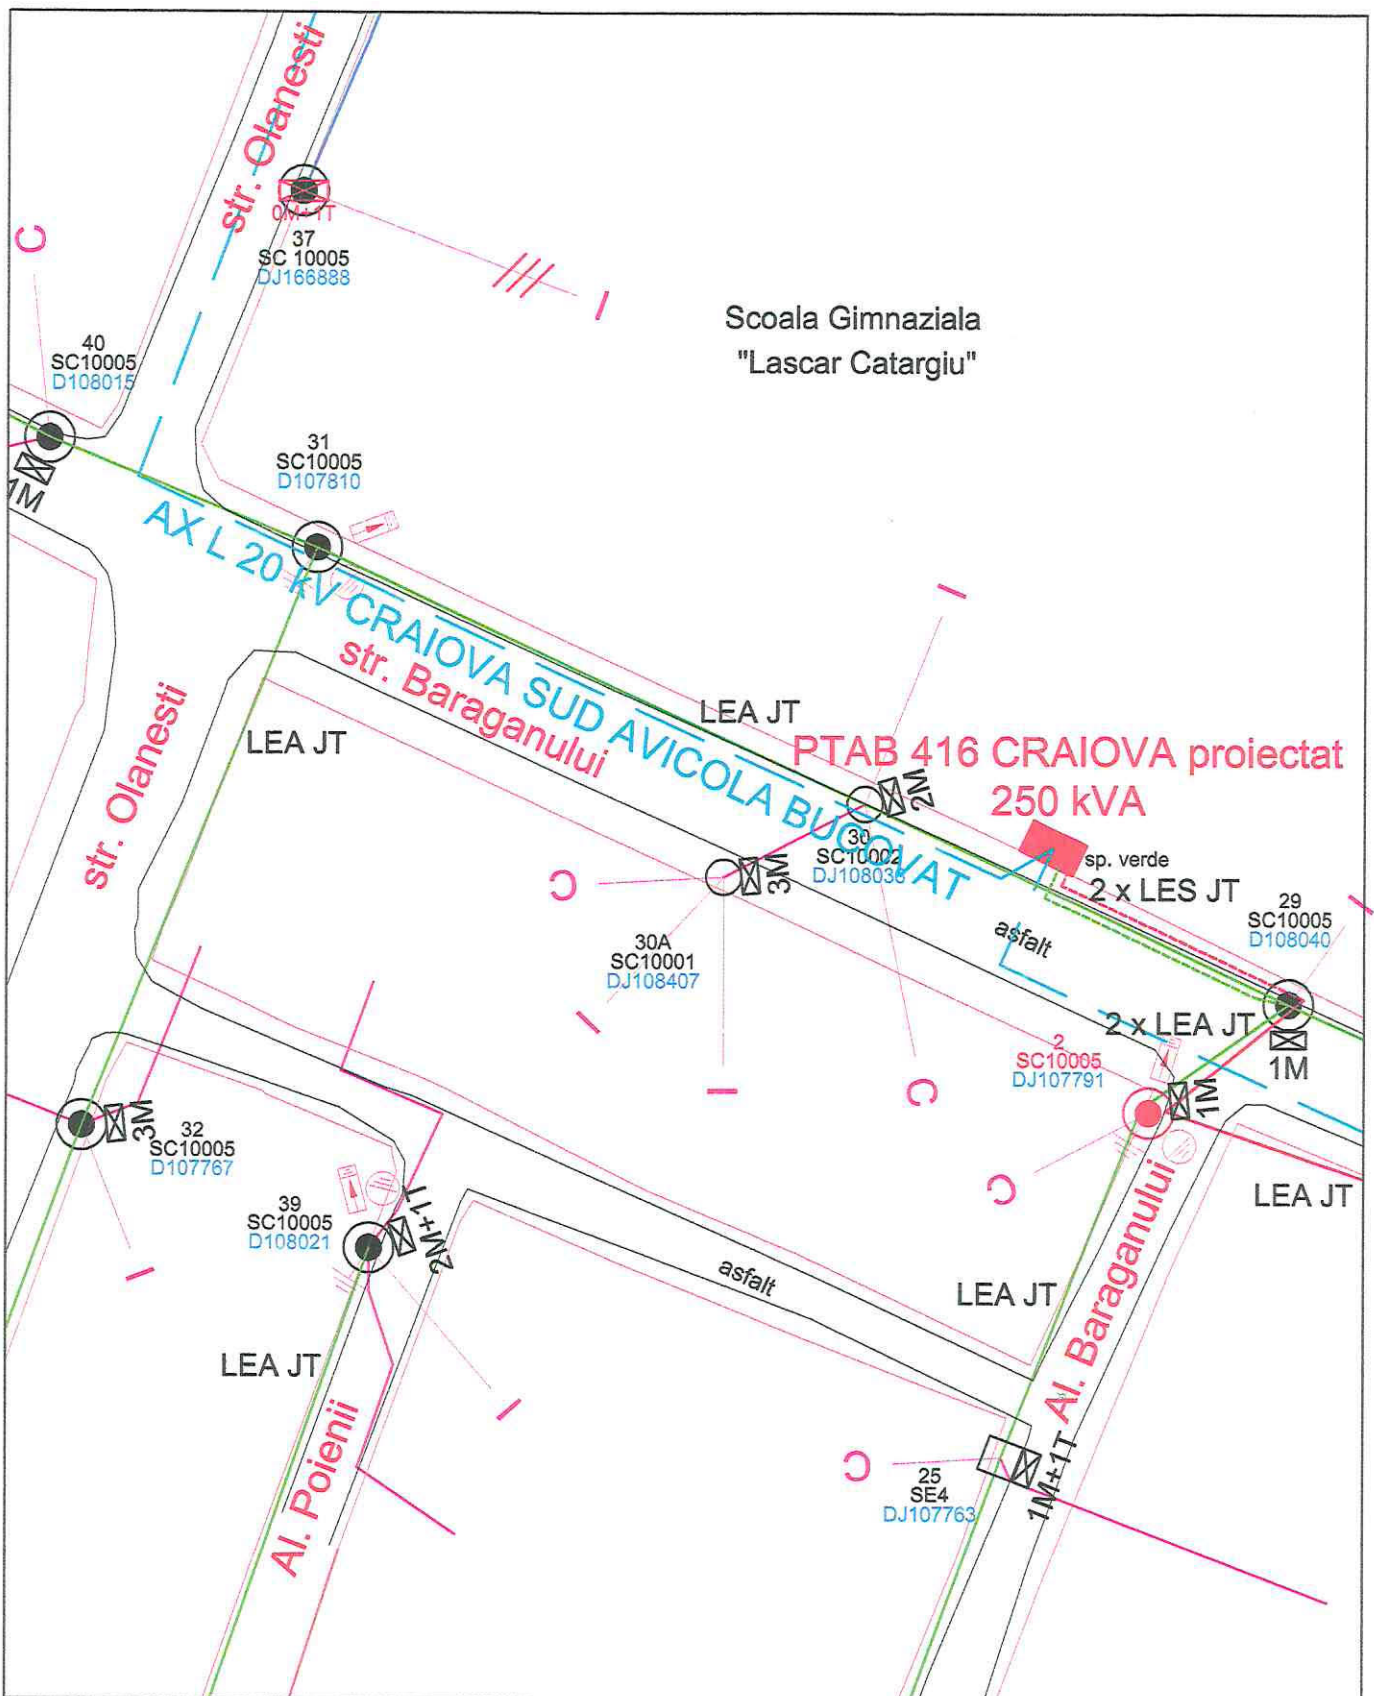 str. Olanesti
0M+1T
37
SC 10005
DJ166888
I
C
40
SC10005
D108015
1M
Scoala Gimnaziala
"Lascar Catargiu"
31
SC10005
D107810
AX L 20 kV CRAIOVA SUD AVICOLA BUCOVAT
str. Baraganului
I
LEA JT
LEA JT
str. Olanesti
PTAB 416 CRAIOVA proiectat
250 kVA
2M
30
SC10002
DJ108036
sp. verde
2 x LES JT
I
29
SC10005
D108040
C
3M
30A
SC10001
DJ108407
asfalt
I
I
C
2 x LEA JT
1M
2
SC10005
DJ107791
1M
C
LEA JT
3M
32
SC10005
D107767
I
39
SC10005
D108021
2M+1T
asfalt
LEA JT
Al. Baraganului
LEA JT
I
Al. Poienii
C
25
SE4
DJ107763
1M+1T